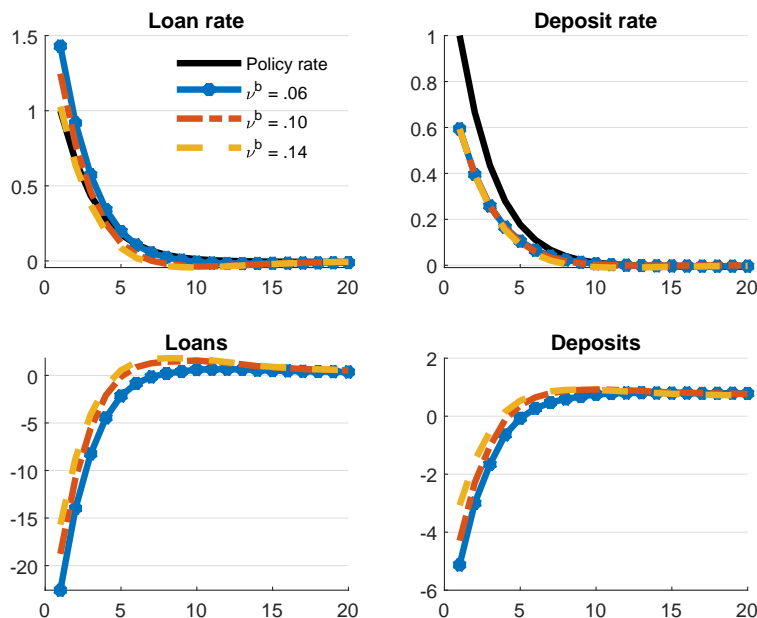 Loan rate
1.5
1
0.5
0
0 5 10 15 20
Policy rate
ν^b = .06
ν^b = .10
ν^b = .14
Deposit rate
1
0.8
0.6
0.4
0.2
0
0 5 10 15 20
Loans
0
-5
-10
-15
-20
0 5 10 15 20
Deposits
2
0
-2
-4
-6
0 5 10 15 20